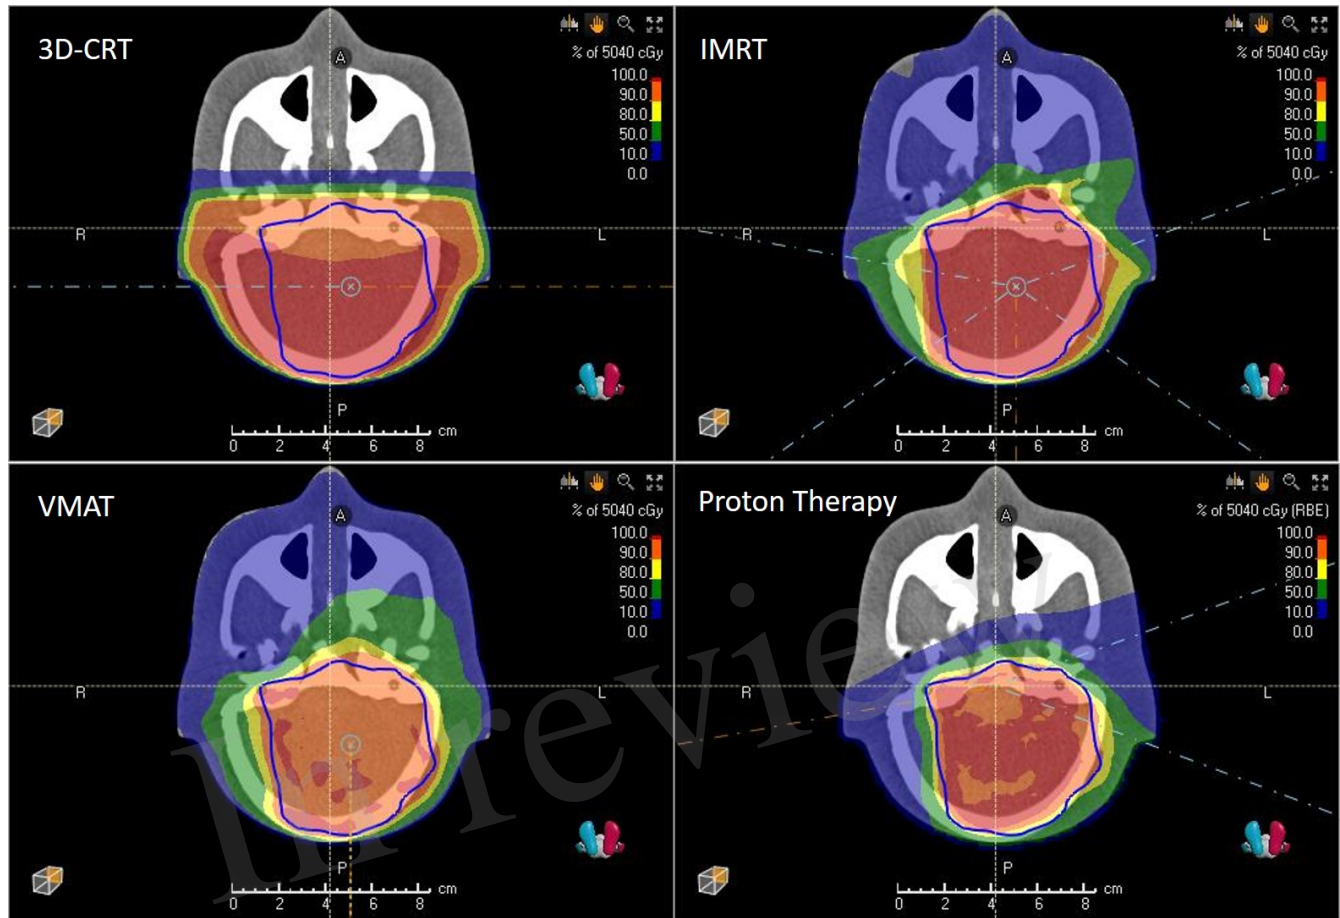 3D-CRT
A
% of 5040 cGy
100.0
90.0
80.0
50.0
10.0
0.0
R
L
P
0 2 4 6 8 cm
IMRT
A
% of 5040 cGy
100.0
90.0
80.0
50.0
10.0
0.0
R
L
P
0 2 4 6 8 cm
VMAT
A
% of 5040 cGy
100.0
90.0
80.0
50.0
10.0
0.0
R
L
P
0 2 4 6 8 cm
Proton Therapy
A
% of 5040 cGy (RBE)
100.0
90.0
80.0
50.0
10.0
0.0
R
L
P
0 2 4 6 8 cm
In review